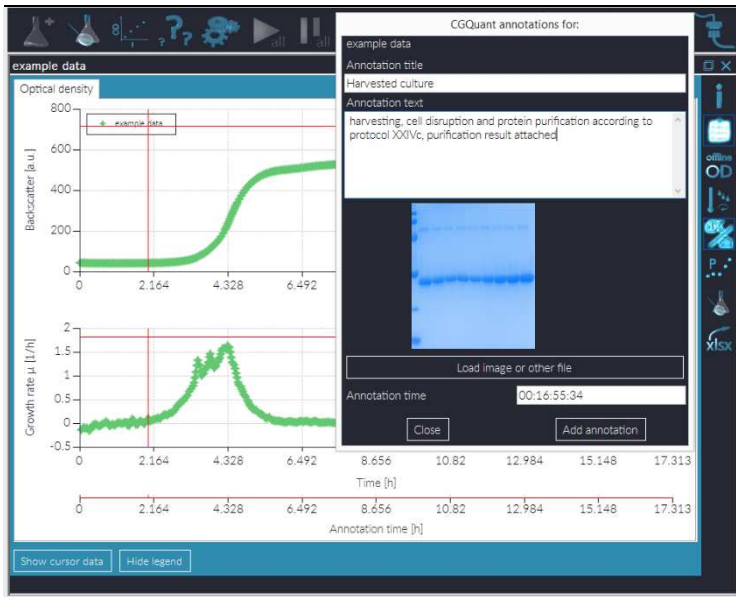 all
all
CGQuant annotations for:
example data
example data
Annotation title
Harvested culture
Annotation text
harvesting, cell disruption and protein purification according to
protocol XXIVc, purification result attached
Load image or other file
Annotation time
00:16:55:34
Close
Add annotation
Optical density
example data
Backscatter [a.u.]
800
600
400
200
0
0
2.164
4.328
6.492
Growth rate µ [1/h]
2
1.5
1
0.5
0
-0.5
0
2.164
4.328
6.492
8.656
10.82
12.984
15.148
17.313
Time [h]
0
2.164
4.328
6.492
8.656
10.82
12.984
15.148
17.313
Annotation time [h]
Show cursor data
Hide legend
offline
OD
P
xlsx